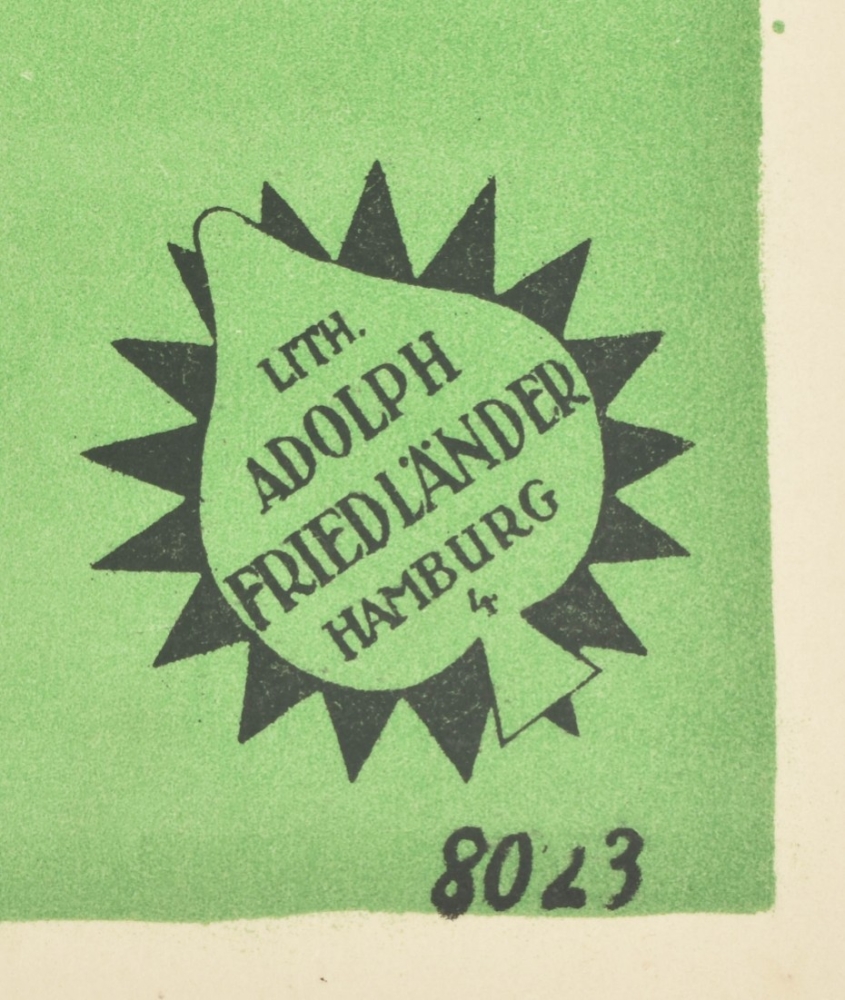 LITH.
ADOLPH
FRIEDLÄNDER
HAMBURG
4
8023